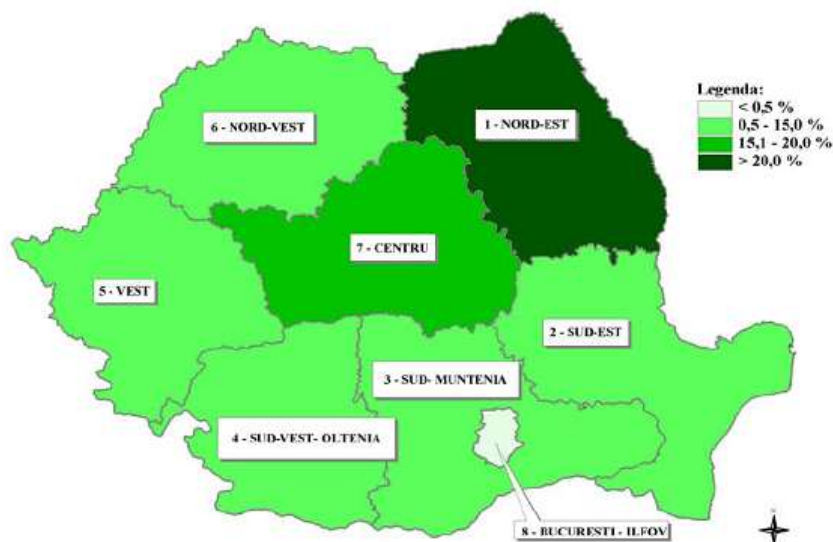 Legenda:
< 0,5 %
0,5 - 15,0 %
15,1 - 20,0 %
> 20,0 %
6 - NORD-VEST
1 - NORD-EST
7 - CENTRU
5 - VEST
2 - SUD-EST
3 - SUD- MUNTENIA
4 - SUD-VEST- OLTENIA
8 - BUCURESTI - ILFOV